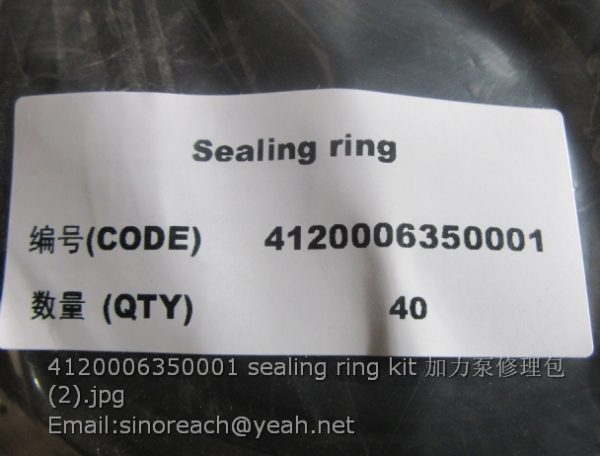 Sealing ring
编号(CODE) 4120006350001
数量 (QTY) 40
4120006350001 sealing ring kit 加力泵修理包
(2).jpg
Email:sinoreach@yeah.net